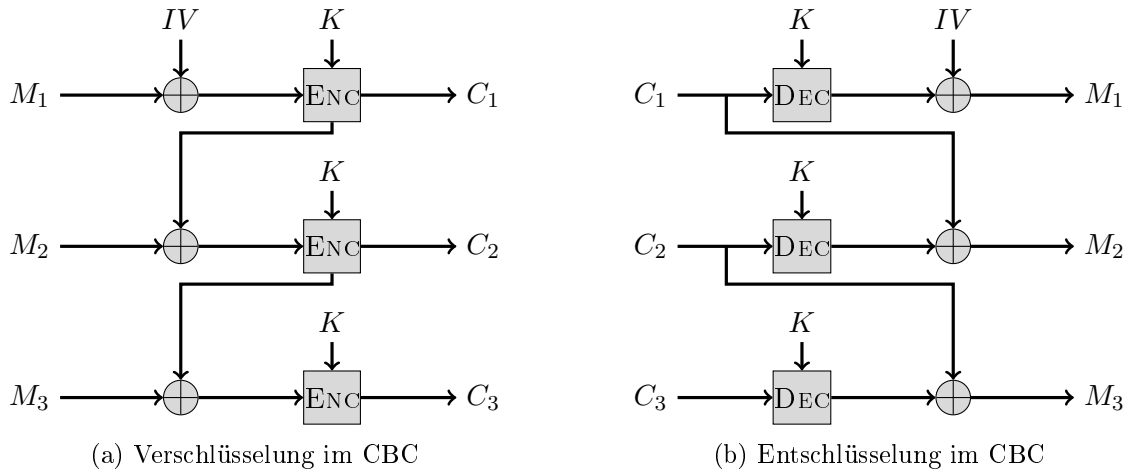 IV K
M₁ ENC C₁
K
M₂ ENC C₂
K
M₃ ENC C₃
(a) Verschlüsselung im CBC
K IV
C₁ DEC M₁
K
C₂ DEC M₂
K
C₃ DEC M₃
(b) Entschlüsselung im CBC